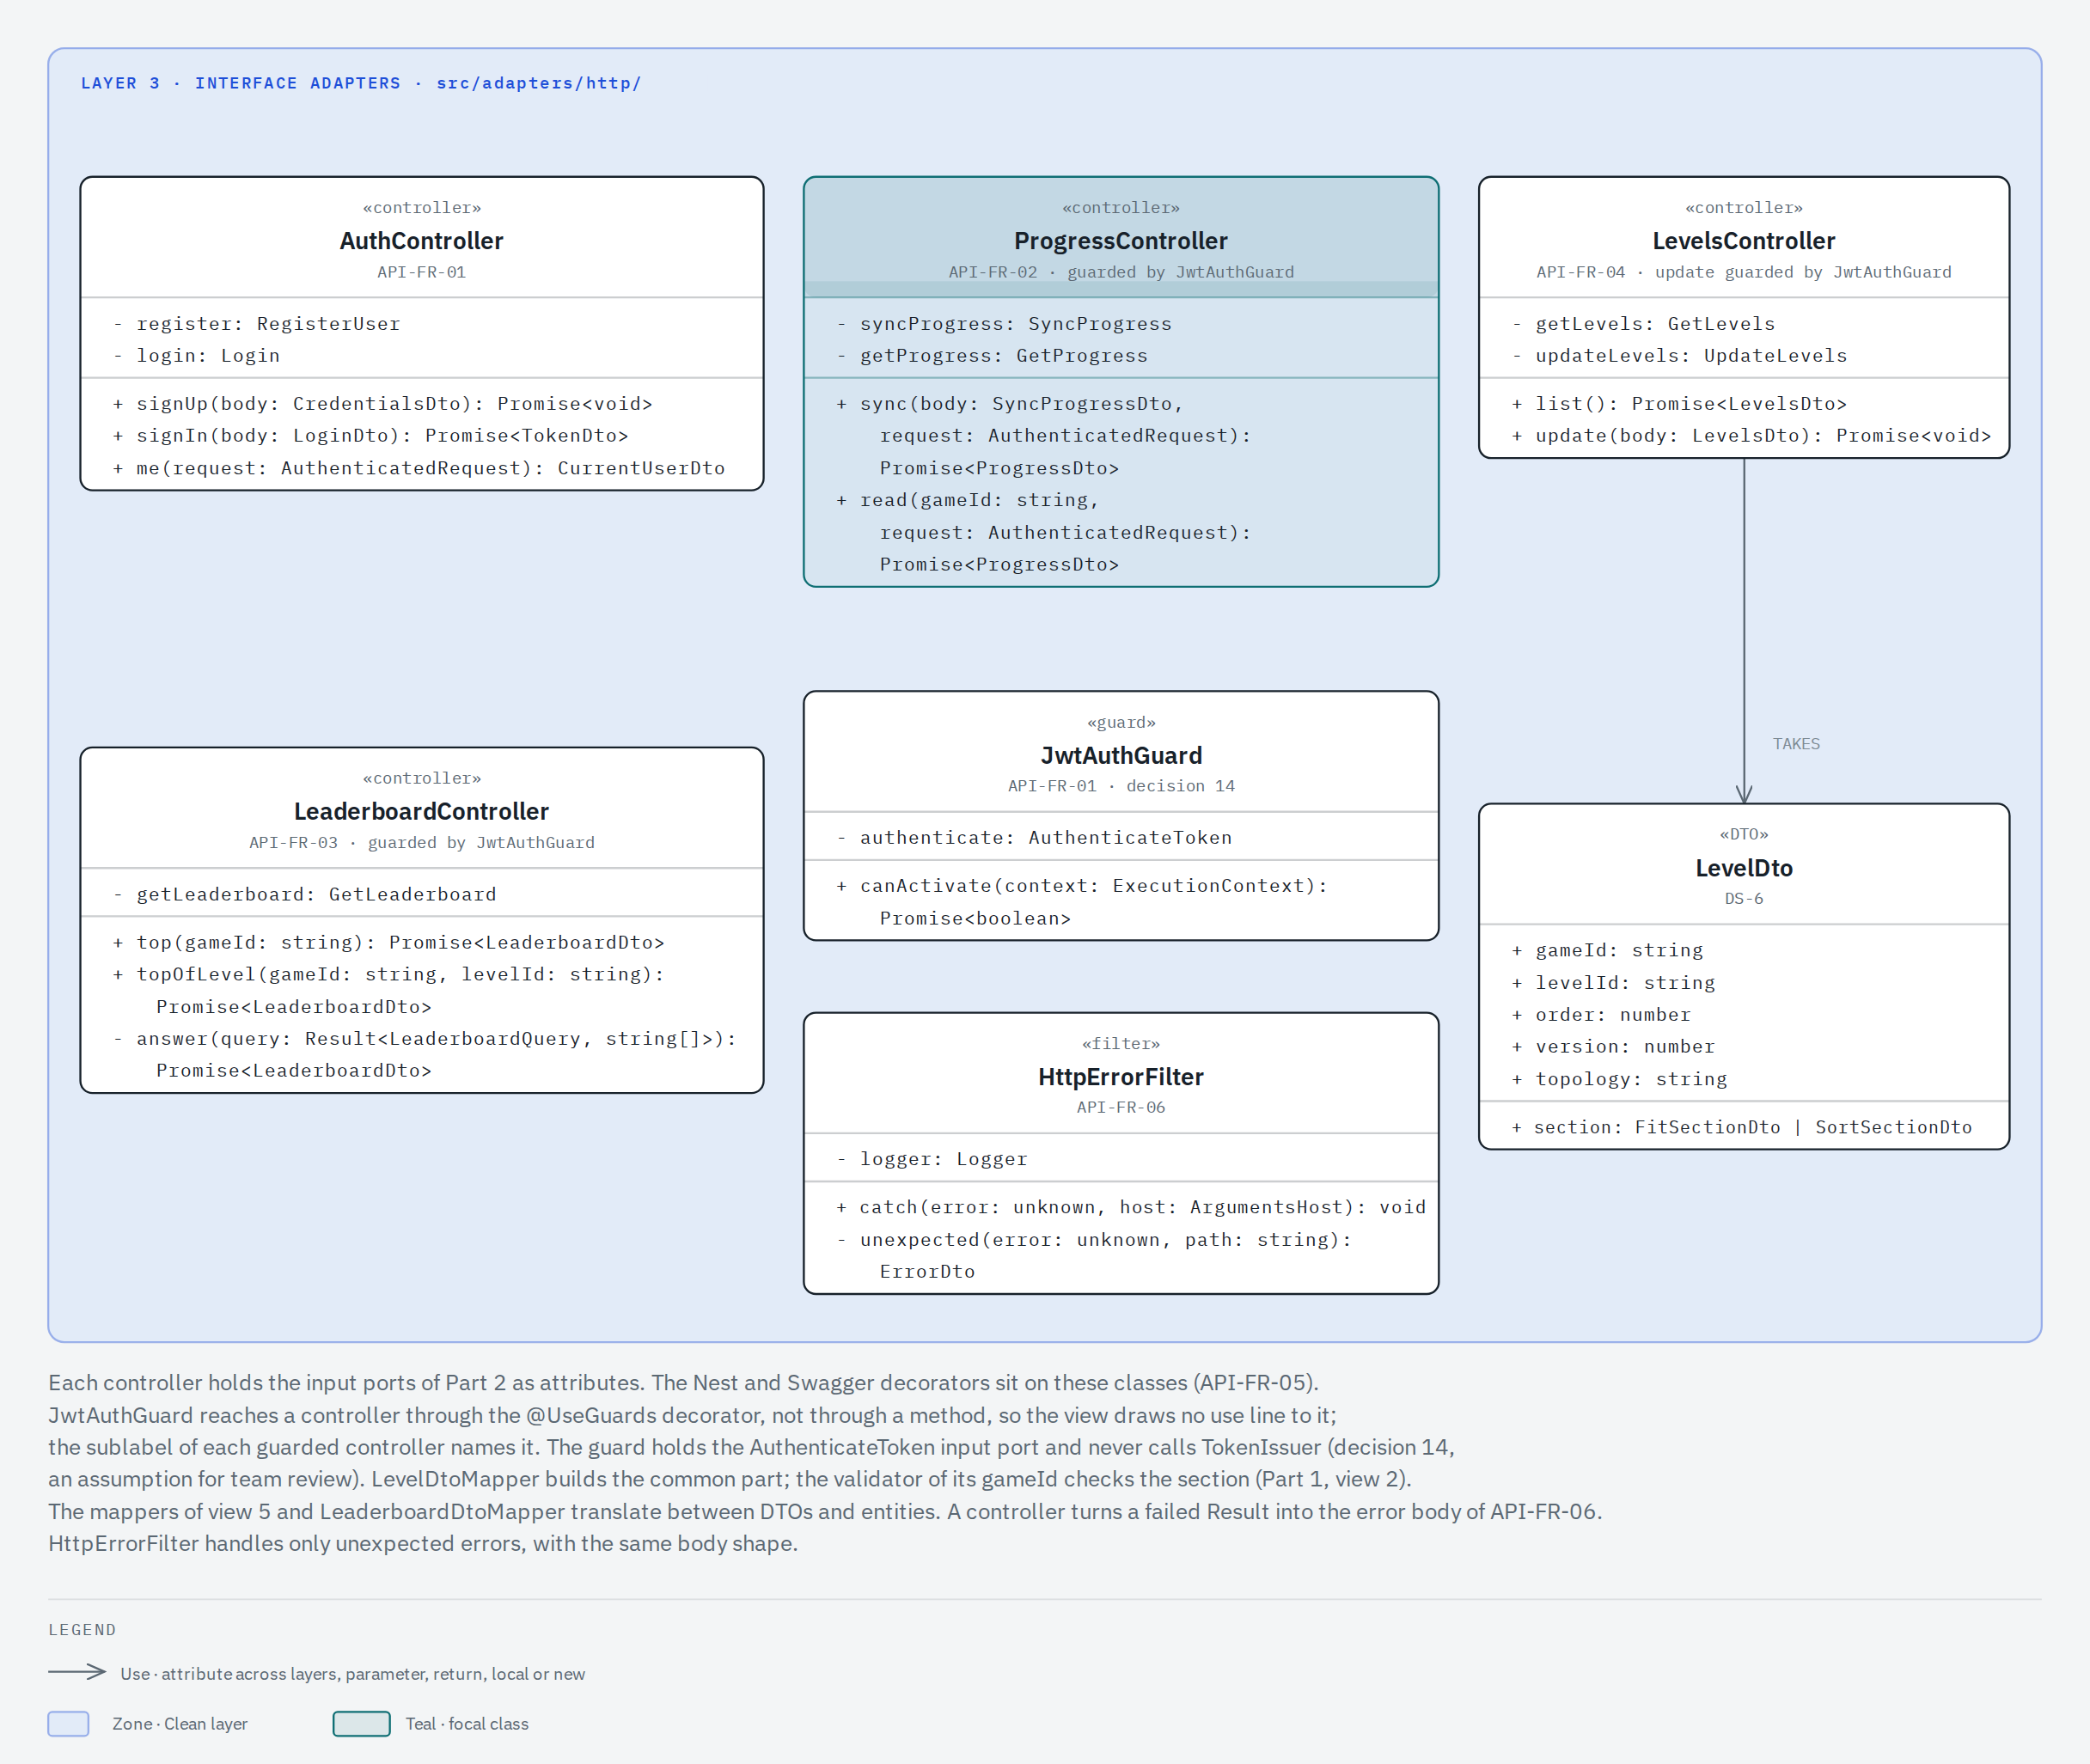 LAYER 3 · INTERFACE ADAPTERS · src/adapters/http/
«controller»
AuthController
API-FR-01
- register: RegisterUser
- login: Login
+ signUp(body: CredentialsDto): Promise<void>
+ signIn(body: LoginDto): Promise<TokenDto>
+ me(request: AuthenticatedRequest): CurrentUserDto
«controller»
ProgressController
API-FR-02 · guarded by JwtAuthGuard
- syncProgress: SyncProgress
- getProgress: GetProgress
+ sync(body: SyncProgressDto,
request: AuthenticatedRequest):
Promise<ProgressDto>
+ read(gameId: string,
request: AuthenticatedRequest):
Promise<ProgressDto>
«controller»
LevelsController
API-FR-04 · update guarded by JwtAuthGuard
- getLevels: GetLevels
- updateLevels: UpdateLevels
+ list(): Promise<LevelsDto>
+ update(body: LevelsDto): Promise<void>
TAKES
«controller»
LeaderboardController
API-FR-03 · guarded by JwtAuthGuard
- getLeaderboard: GetLeaderboard
+ top(gameId: string): Promise<LeaderboardDto>
+ topOfLevel(gameId: string, levelId: string):
Promise<LeaderboardDto>
- answer(query: Result<LeaderboardQuery, string[]>):
Promise<LeaderboardDto>
«guard»
JwtAuthGuard
API-FR-01 · decision 14
- authenticate: AuthenticateToken
+ canActivate(context: ExecutionContext):
Promise<boolean>
«DTO»
LevelDto
DS-6
+ gameId: string
+ levelId: string
+ order: number
+ version: number
+ topology: string
+ section: FitSectionDto | SortSectionDto
«filter»
HttpErrorFilter
API-FR-06
- logger: Logger
+ catch(error: unknown, host: ArgumentsHost): void
- unexpected(error: unknown, path: string):
ErrorDto
Each controller holds the input ports of Part 2 as attributes. The Nest and Swagger decorators sit on these classes (API-FR-05).
JwtAuthGuard reaches a controller through the @UseGuards decorator, not through a method, so the view draws no use line to it;
the sublabel of each guarded controller names it. The guard holds the AuthenticateToken input port and never calls TokenIssuer (decision 14,
an assumption for team review). LevelDtoMapper builds the common part; the validator of its gameId checks the section (Part 1, view 2).
The mappers of view 5 and LeaderboardDtoMapper translate between DTOs and entities. A controller turns a failed Result into the error body of API-FR-06.
HttpErrorFilter handles only unexpected errors, with the same body shape.
LEGEND
Use · attribute across layers, parameter, return, local or new
Zone · Clean layer
Teal · focal class